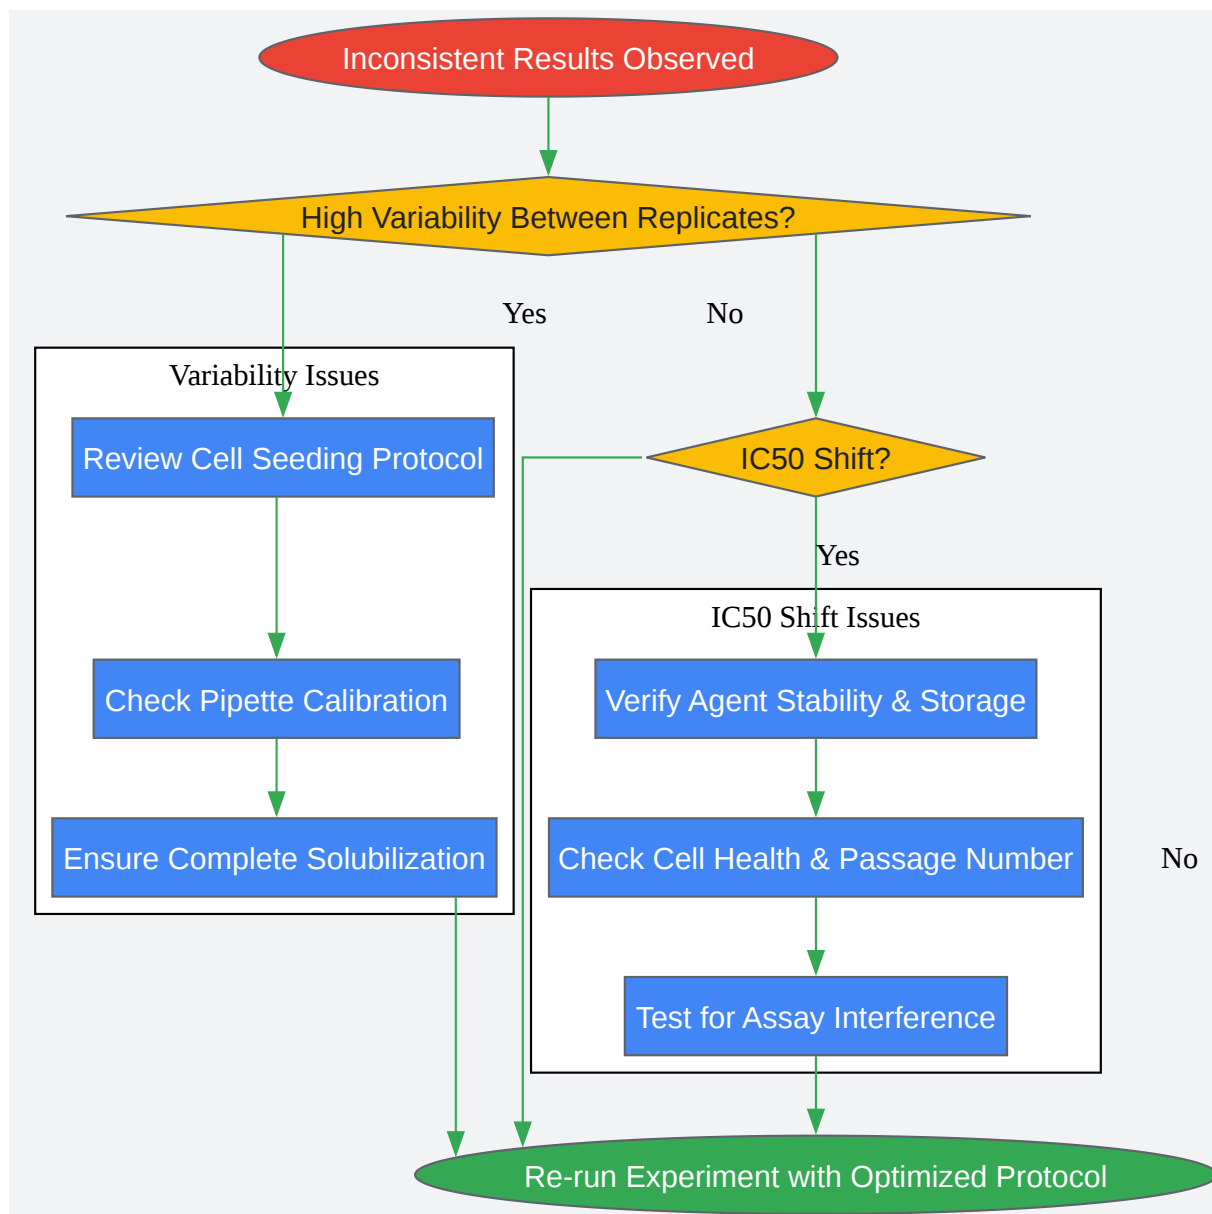 Inconsistent Results Observed
High Variability Between Replicates?
Yes
No
Variability Issues
Review Cell Seeding Protocol
IC50 Shift?
Yes
IC50 Shift Issues
Check Pipette Calibration
Verify Agent Stability & Storage
Ensure Complete Solubilization
Check Cell Health & Passage Number
No
Test for Assay Interference
Re-run Experiment with Optimized Protocol